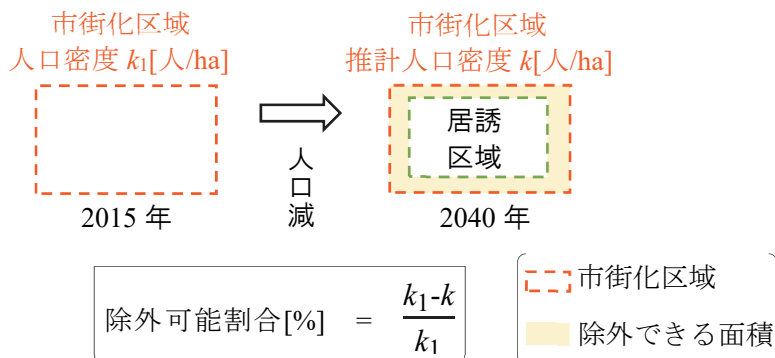 市街化区域
人口密度 k1[人/ha]
市街化区域
推計人口密度 k[人/ha]
人口減
居誘
区域
2015 年
2040 年
除外可能割合[%] = k1-k / k1
市街化区域
除外できる面積